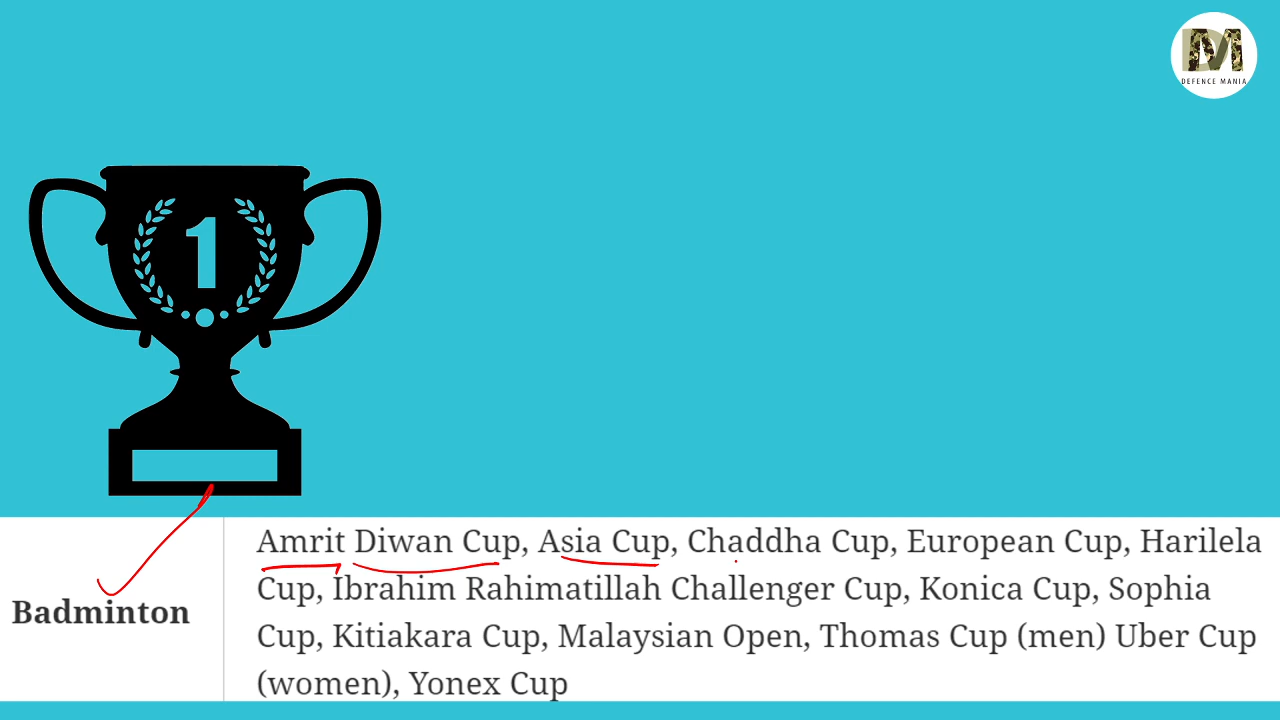 DM
DEFENCE MANIA
1
Badminton
Amrit Diwan Cup, Asia Cup, Chaddha Cup, European Cup, Harilela
Cup, Ibrahim Rahimatillah Challenger Cup, Konica Cup, Sophia
Cup, Kitiakara Cup, Malaysian Open, Thomas Cup (men) Uber Cup
(women), Yonex Cup